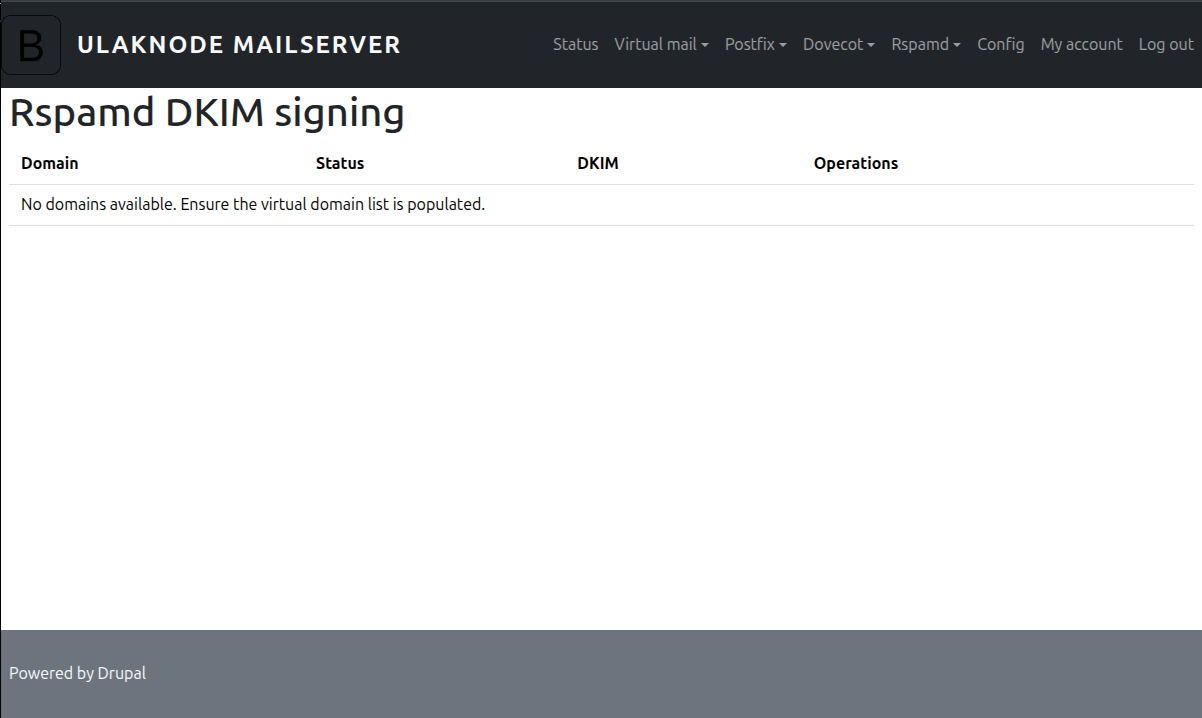 B ULAKNODE MAILSERVER Status Virtual mail Postfix Dovecot Rspamd Config My account Log out
Rspamd DKIM signing
Domain Status DKIM Operations
No domains available. Ensure the virtual domain list is populated.
Powered by Drupal